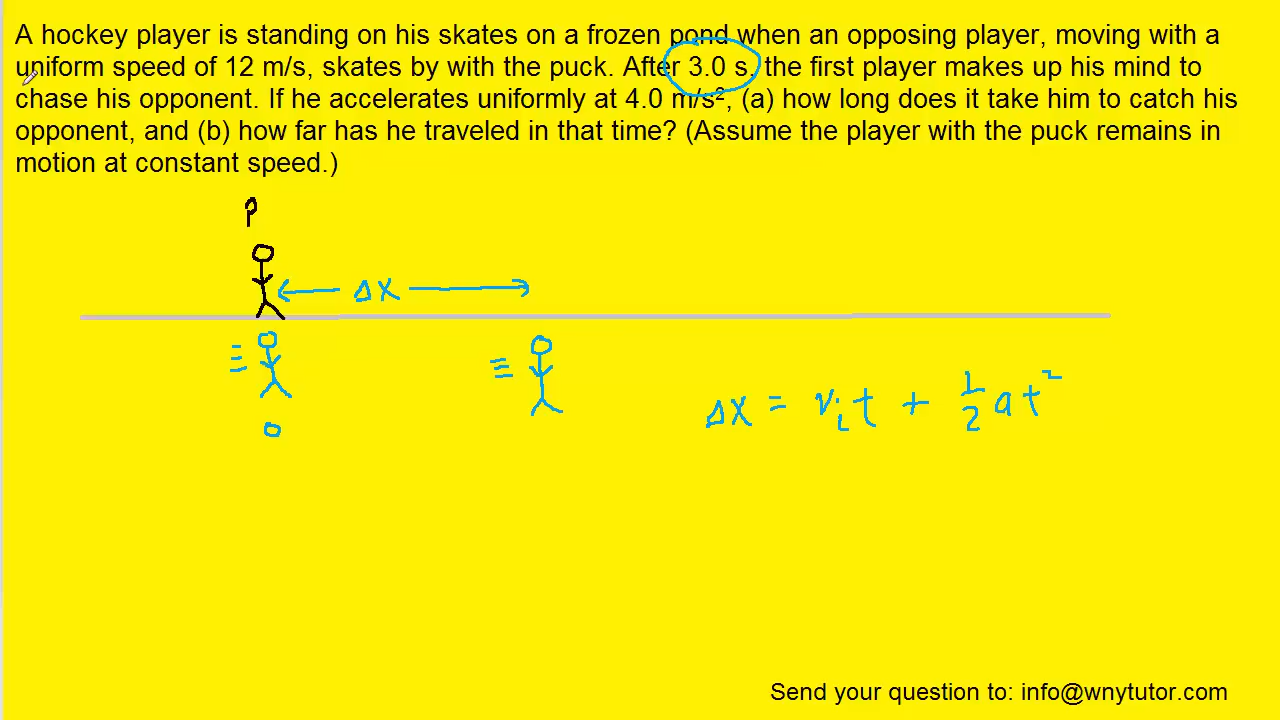 A hockey player is standing on his skates on a frozen pond when an opposing player, moving with a
uniform speed of 12 m/s, skates by with the puck. After 3.0 s, the first player makes up his mind to
chase his opponent. If he accelerates uniformly at 4.0 m/s², (a) how long does it take him to catch his
opponent, and (b) how far has he traveled in that time? (Assume the player with the puck remains in
motion at constant speed.)
P
Δx
O
Δx = vᵢt + ½at²
Send your question to: info@wnytutor.com